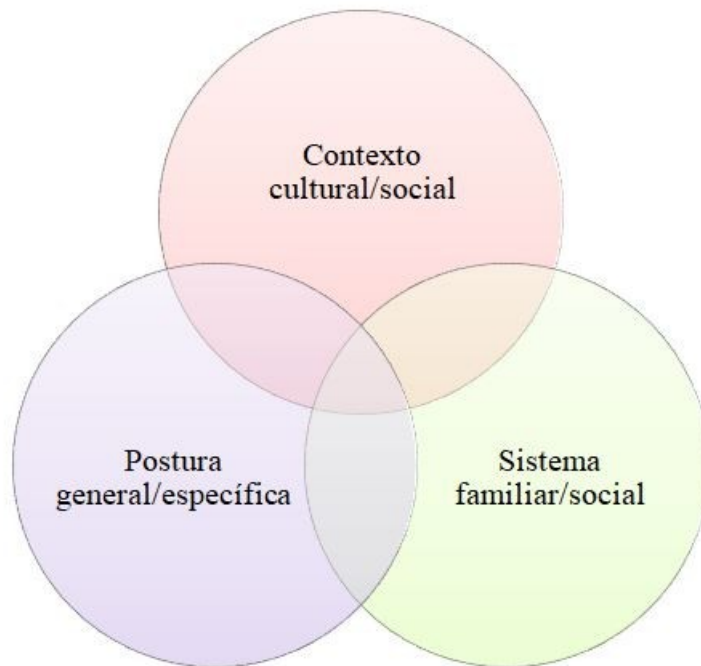 Contexto
cultural/social
Postura
general/específica
Sistema
familiar/social